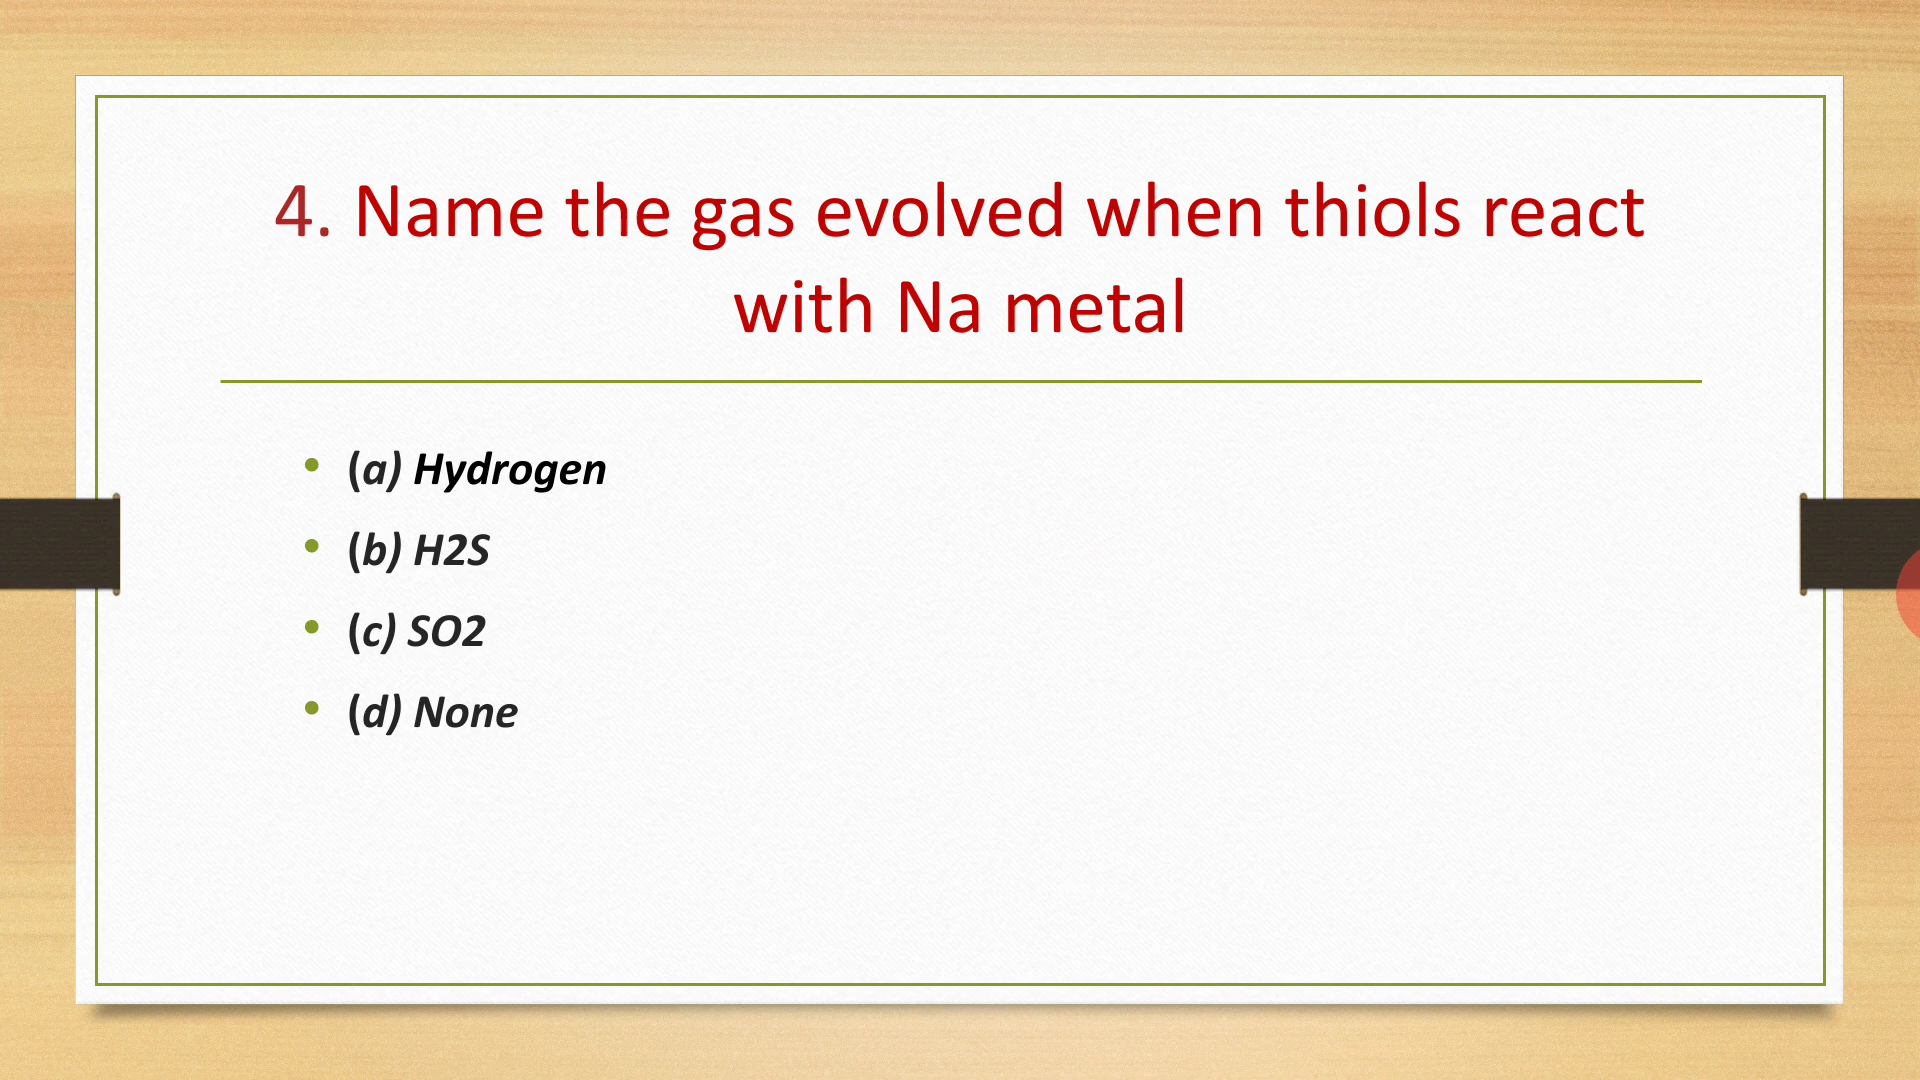 4. Name the gas evolved when thiols react
with Na metal
• (a) Hydrogen
• (b) H2S
• (c) SO2
• (d) None